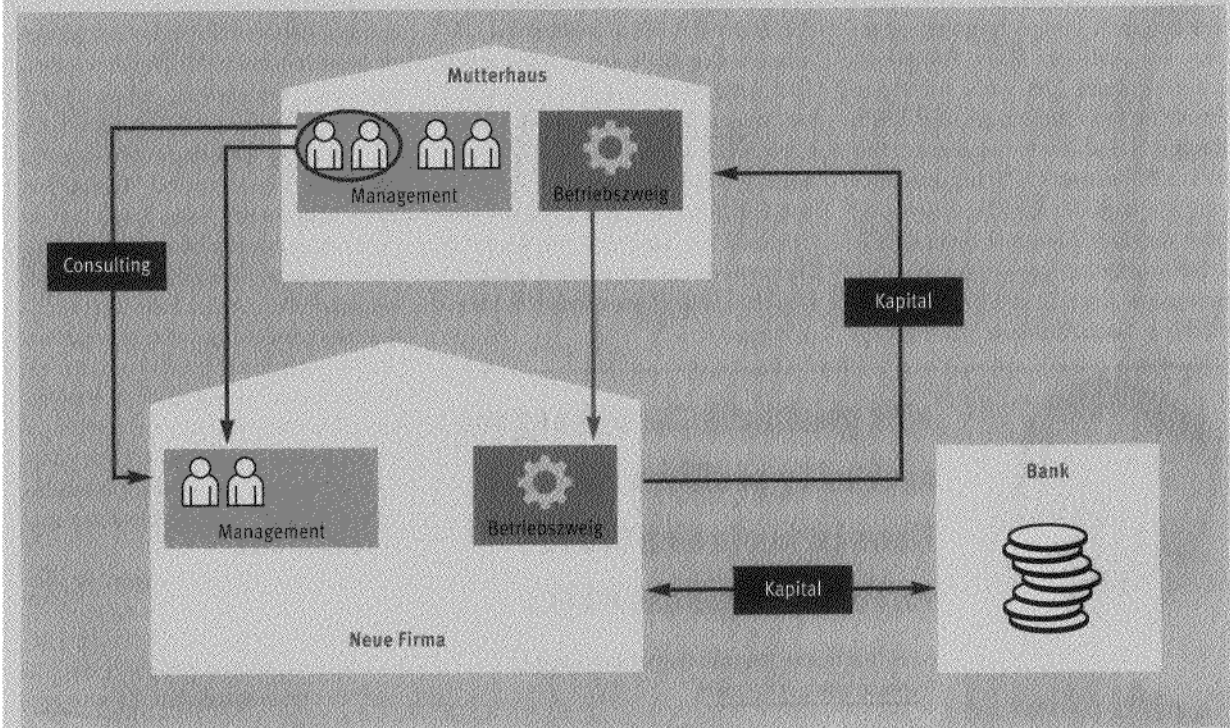 Mutterhaus
Management
Betriebszweig
Consulting
Kapital
Management
Betriebszweig
Bank
Kapital
Neue Firma